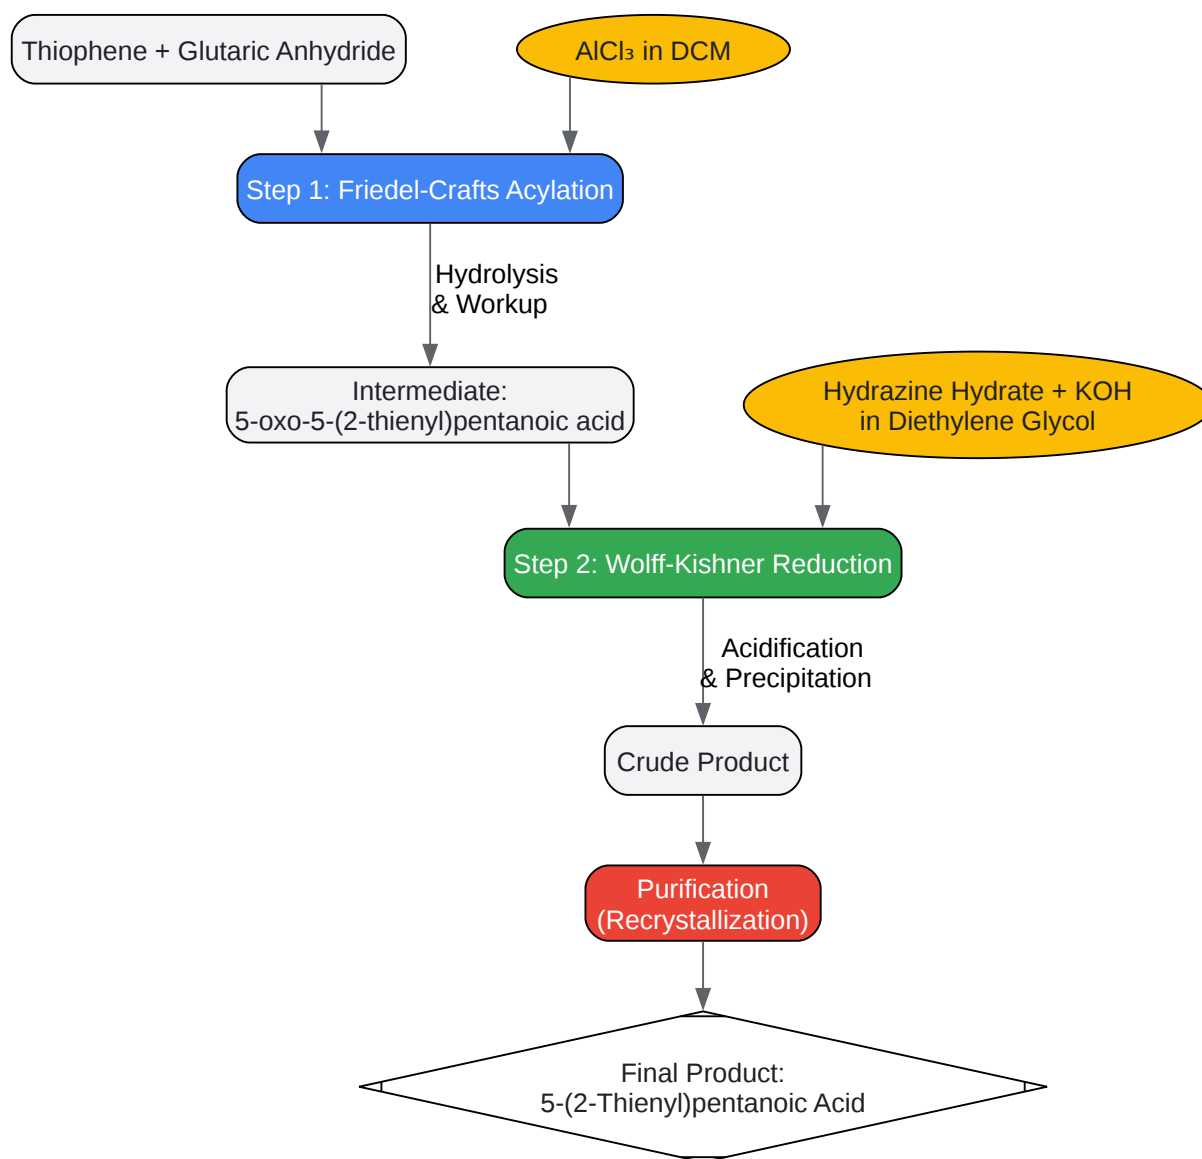 Thiophene + Glutaric Anhydride
AlCl₃ in DCM
Step 1: Friedel-Crafts Acylation
Hydrolysis
& Workup
Intermediate:
5-oxo-5-(2-thienyl)pentanoic acid
Hydrazine Hydrate + KOH
in Diethylene Glycol
Step 2: Wolff-Kishner Reduction
Acidification
& Precipitation
Crude Product
Purification
(Recrystallization)
Final Product:
5-(2-Thienyl)pentanoic Acid